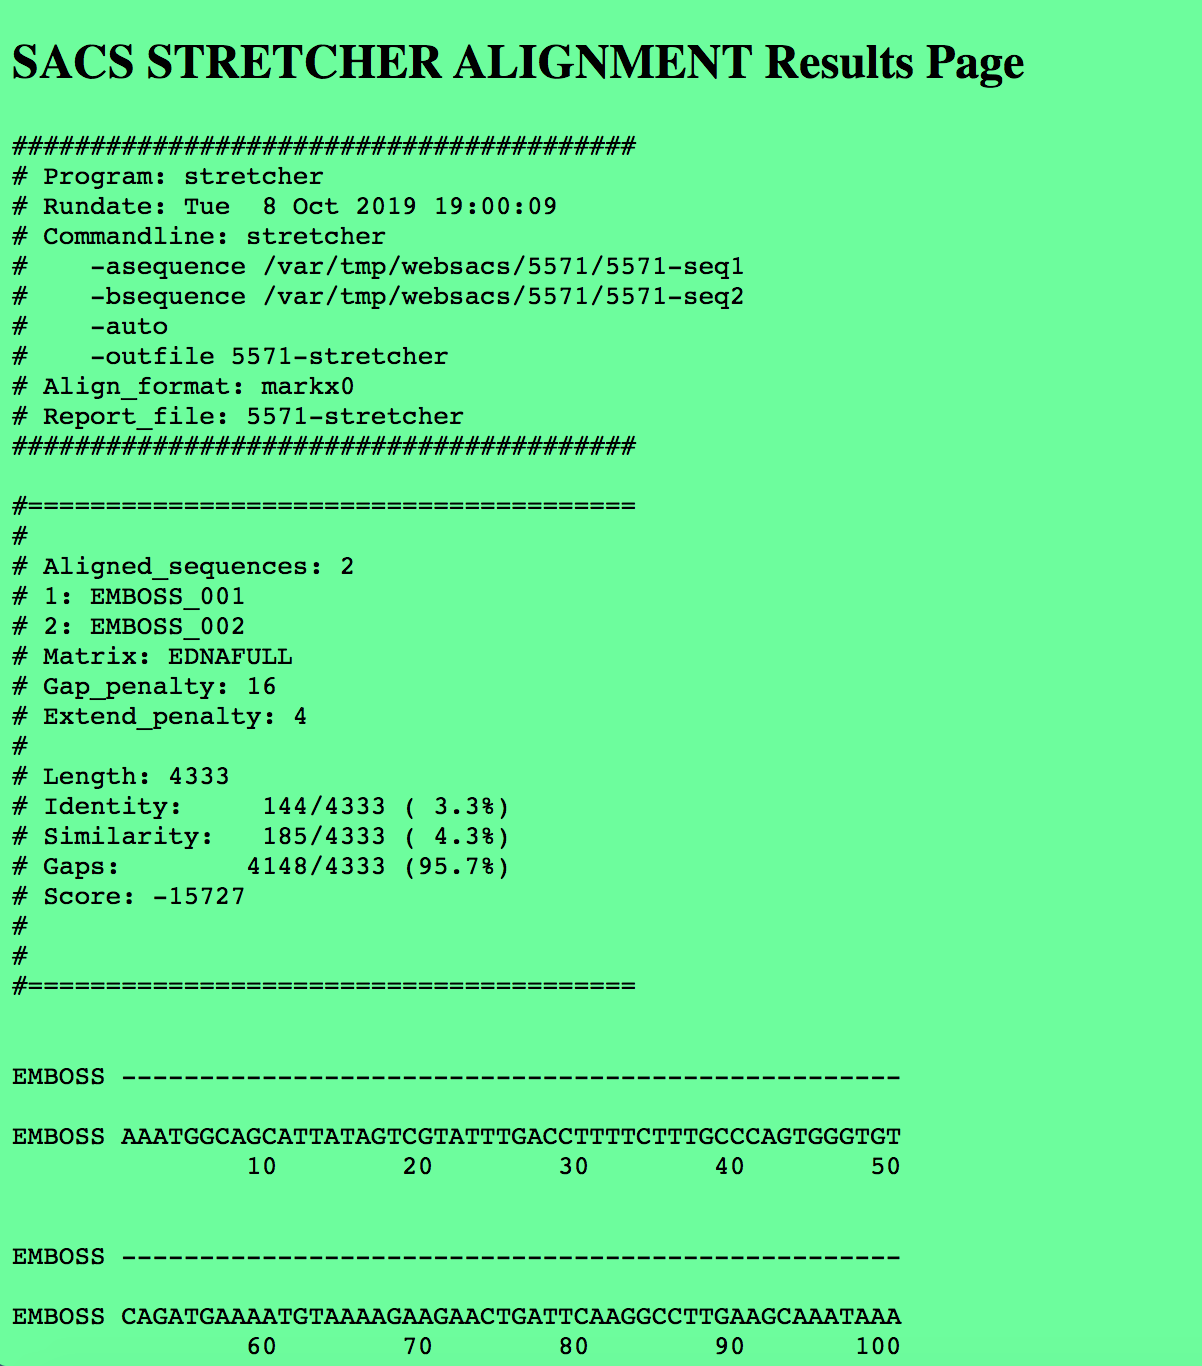 SACS STRETCHER ALIGNMENT Results Page
########################################
# Program: stretcher
# Rundate: Tue  8 Oct 2019 19:00:09
# Commandline: stretcher
#    -asequence /var/tmp/websacs/5571/5571-seq1
#    -bsequence /var/tmp/websacs/5571/5571-seq2
#    -auto
#    -outfile 5571-stretcher
# Align_format: markx0
# Report_file: 5571-stretcher
########################################
#=======================================
#
# Aligned_sequences: 2
# 1: EMBOSS_001
# 2: EMBOSS_002
# Matrix: EDNAFULL
# Gap_penalty: 16
# Extend_penalty: 4
#
# Length: 4333
# Identity:     144/4333 ( 3.3%)
# Similarity:   185/4333 ( 4.3%)
# Gaps:        4148/4333 (95.7%)
# Score: -15727
#
#
#=======================================
EMBOSS --------------------------------------------------
EMBOSS AAATGGCAGCATTATAGTCGTATTTGACCTTTTCTTTGCCCAGTGGGTGT
               10        20        30        40        50
EMBOSS --------------------------------------------------
EMBOSS CAGATGAAAATGTAAAAGAAGAACTGATTCAAGGCCTTGAAGCAAATAAA
               60        70        80        90       100